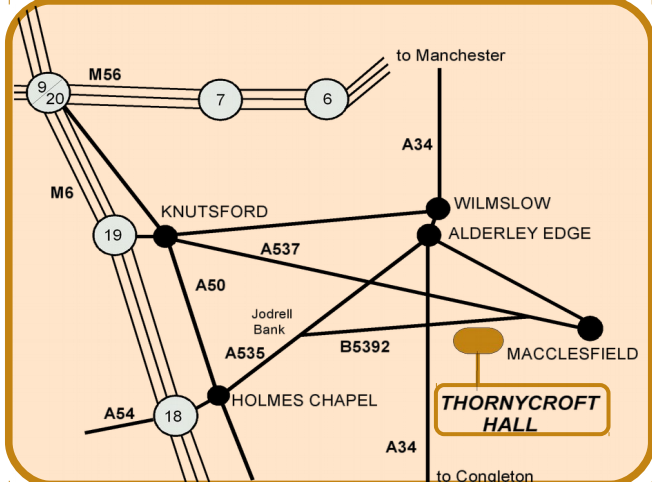 to Manchester
M56
9
20
7
6
A34
M6
KNUTSFORD
WILMSLOW
19
A537
ALDERLEY EDGE
A50
Jodrell
Bank
A535
B5392
MACCLESFIELD
HOLMES CHAPEL
THORNYCROFT
HALL
A54
18
A34
to Congleton